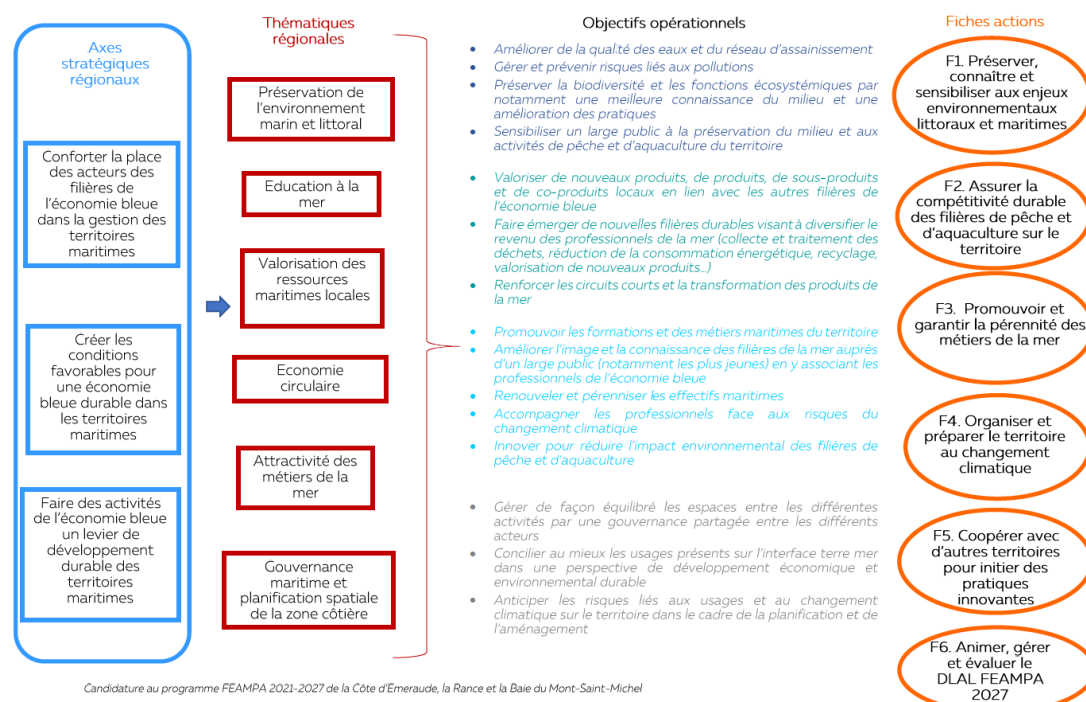 Axes
stratégiques
régionaux
Conforter la place
des acteurs des
filières de
l'économie bleue
dans la gestion des
territoires
maritimes
Créer les
conditions
favorables pour
une économie
bleue durable dans
les territoires
maritimes
Faire des activités
de l'économie bleue
un levier de
développement
durable des
territoires
maritimes
Thématiques
régionales
Préservation de
l'environnement
marin et littoral
Education à la
mer
Valorisation des
ressources
maritimes locales
Economie
circulaire
Attractivité des
métiers de la
mer
Gouvernance
maritime et
planification spatiale
de la zone côtière
Objectifs opérationnels
• Améliorer de la qualité des eaux et du réseau d'assainissement
• Gérer et prévenir risques liés aux pollutions
• Préserver la biodiversité et les fonctions écosystémiques par
notamment une meilleure connaissance du milieu et une
amélioration des pratiques
• Sensibiliser un large public à la préservation du milieu et aux
activités de pêche et d'aquaculture du territoire
• Valoriser de nouveaux produits, de produits, de sous-produits
et de co-produits locaux en lien avec les autres filières de
l'économie bleue
• Faire émerger de nouvelles filières durables visant à diversifier le
revenu des professionnels de la mer (collecte et traitement des
déchets, réduction de la consommation énergétique, recyclage,
valorisation de nouveaux produits…)
• Renforcer les circuits courts et la transformation des produits de
la mer
• Promouvoir les formations et des métiers maritimes du territoire
• Améliorer l'image et la connaissance des filières de la mer auprès
d'un large public (notamment les plus jeunes) en y associant les
professionnels de l'économie bleue
• Renouveler et pérenniser les effectifs maritimes
• Accompagner les professionnels face aux risques du
changement climatique
• Innover pour réduire l'impact environnemental des filières de
pêche et d'aquaculture
• Gérer de façon équilibré les espaces entre les différentes
activités par une gouvernance partagée entre les différents
acteurs
• Concilier au mieux les usages présents sur l'interface terre mer
dans une perspective de développement économique et
environnemental durable
• Anticiper les risques liés aux usages et au changement
climatique sur le territoire dans le cadre de la planification et de
l'aménagement
Fiches actions
F1. Préserver,
connaître et
sensibiliser aux enjeux
environnementaux
littoraux et maritimes
F2. Assurer la
compétitivité durable
des filières de pêche et
d'aquaculture sur le
territoire
F3. Promouvoir et
garantir la pérennité des
métiers de la mer
F4. Organiser et
préparer le territoire
au changement
climatique
F5. Coopérer avec
d'autres territoires
pour initier des
pratiques
innovantes
F6. Animer, gérer
et évaluer le
DLAL FEAMPA
2027
Candidature au programme FEAMPA 2021-2027 de la Côte d'Emeraude, la Rance et la Baie du Mont-Saint-Michel